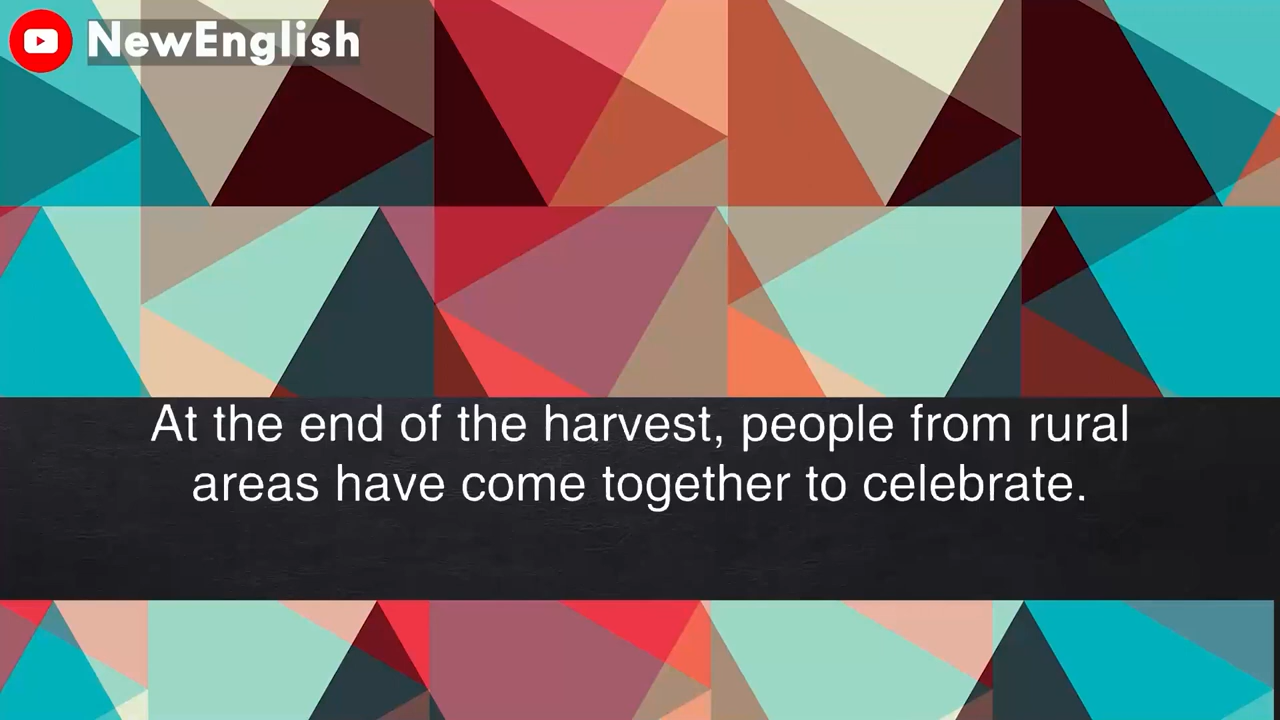 NewEnglish
At the end of the harvest, people from rural
areas have come together to celebrate.